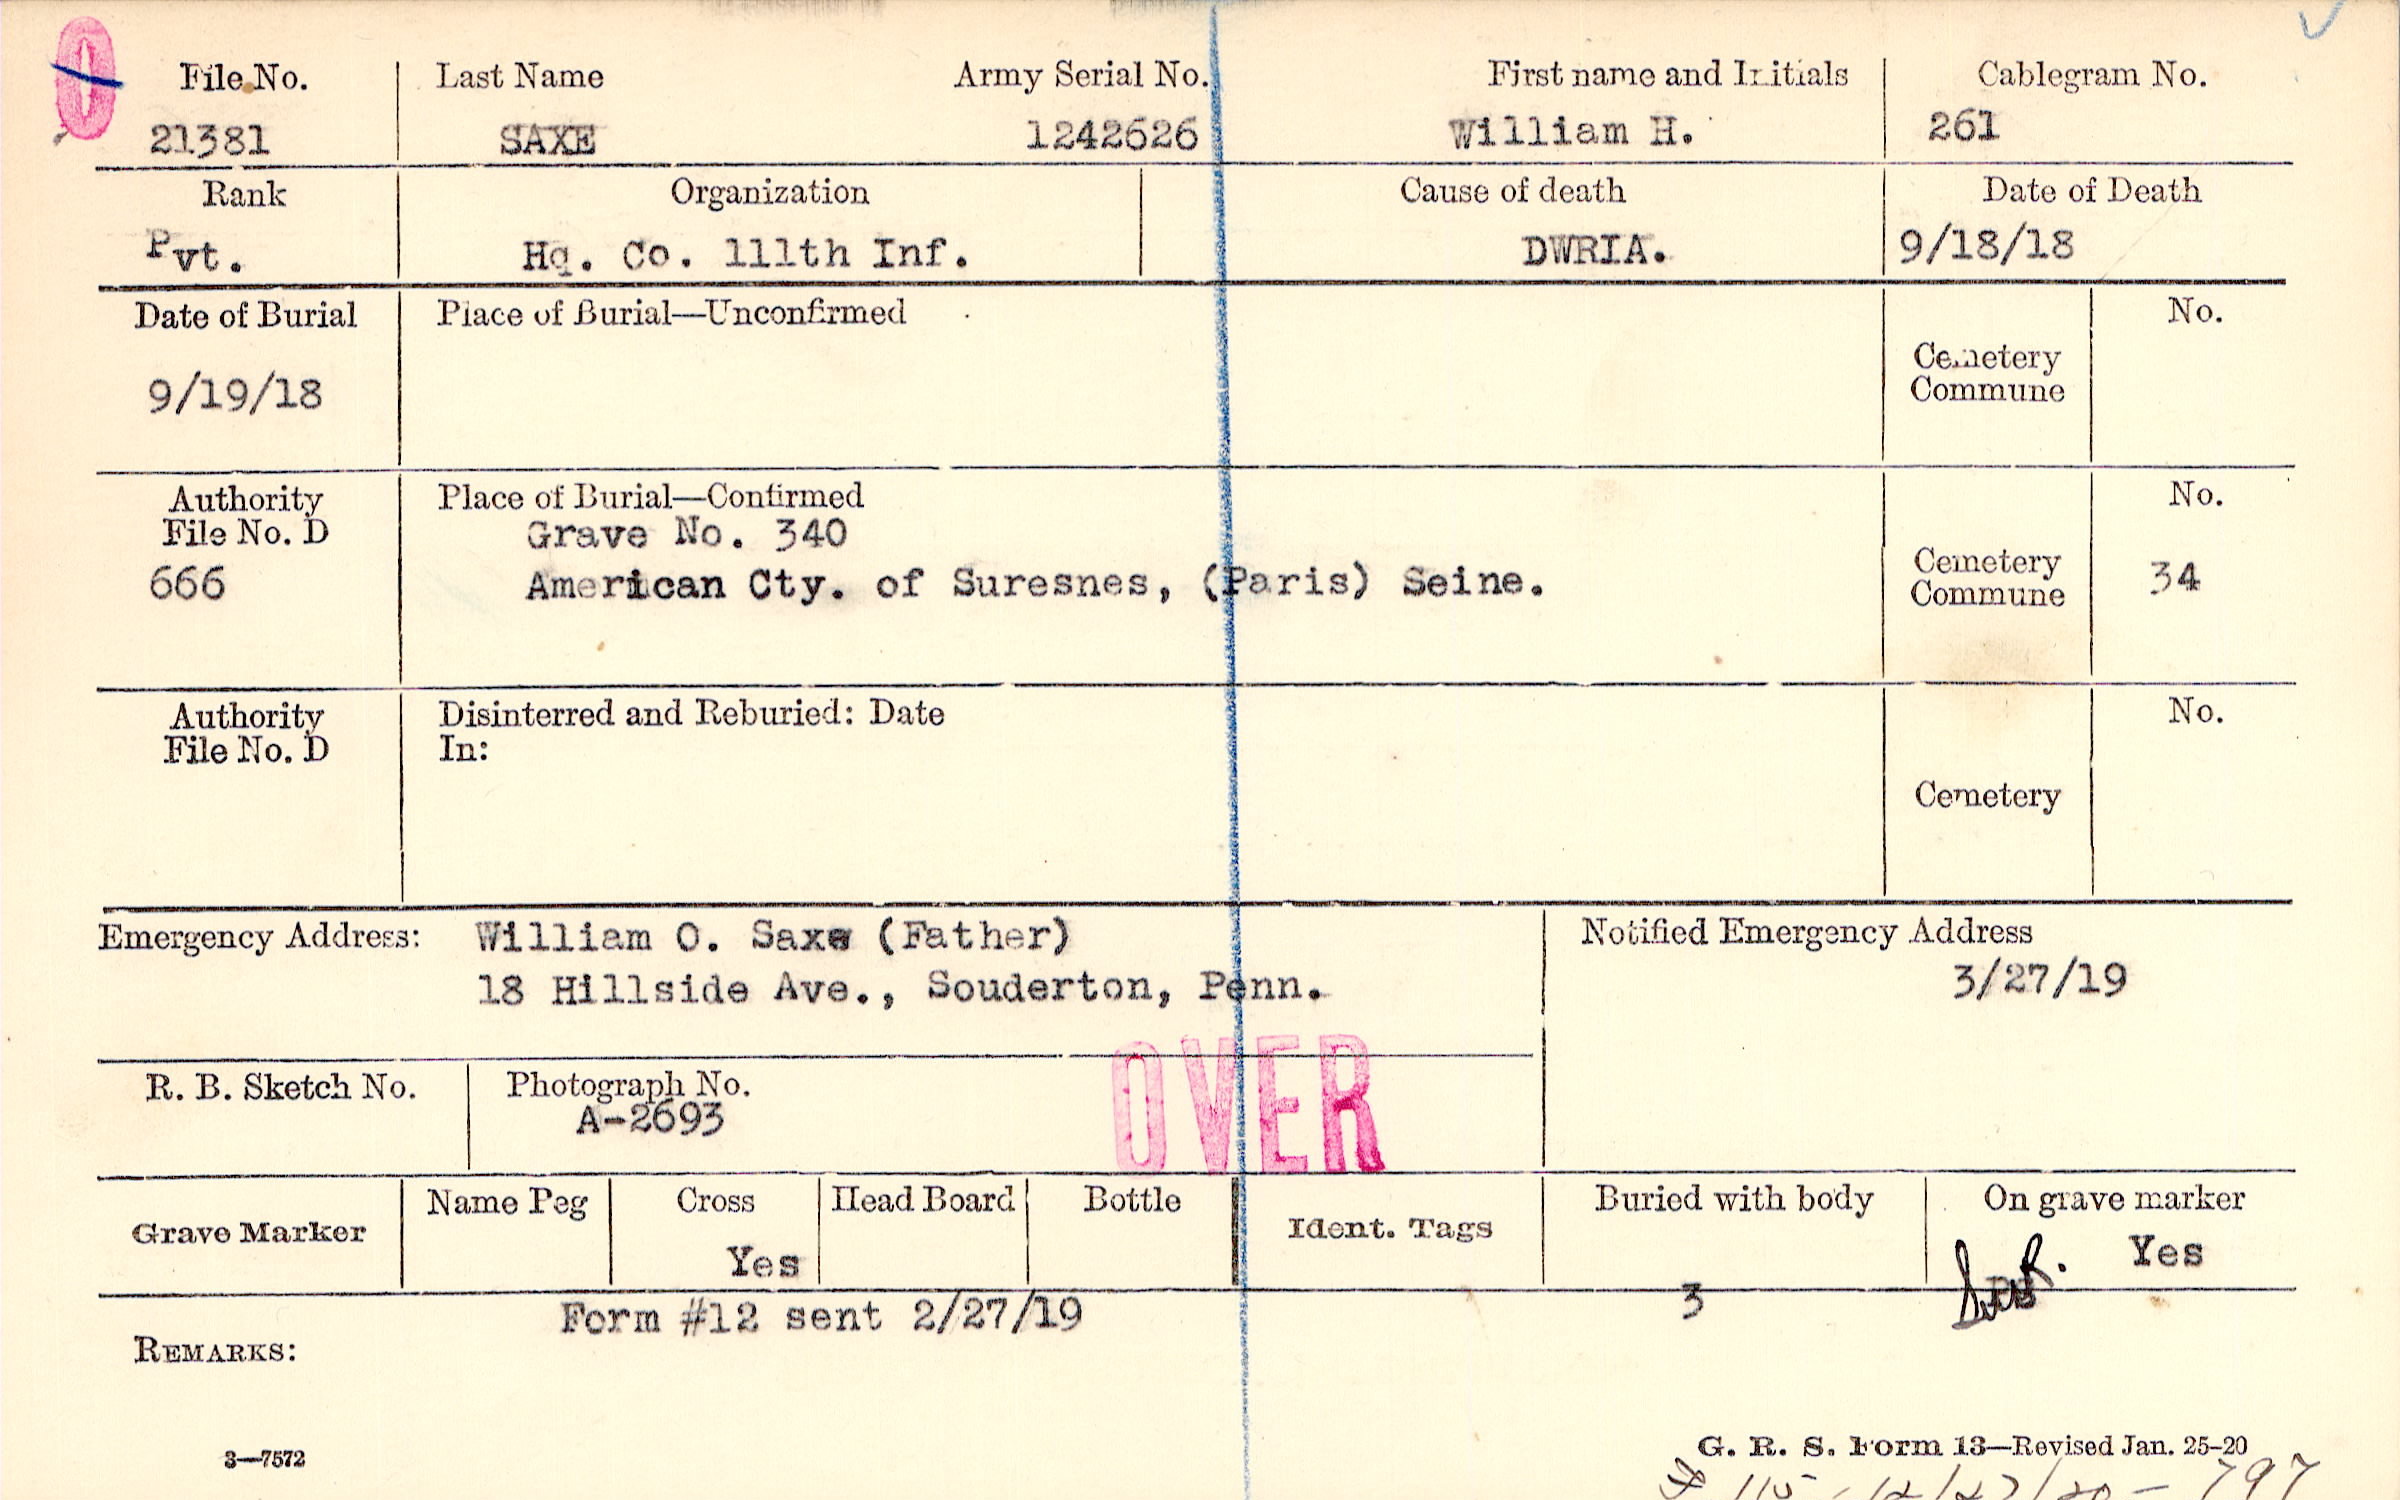 O
File No.
21381
Last Name
SAXE
Army Serial No.
1242626
First name and Initials
William H.
Cablegram No.
261
Rank
Pvt.
Organization
Hq. Co. 111th Inf.
Cause of death
DWRIA.
Date of Death
9/18/18
Date of Burial
9/19/18
Place of Burial—Unconfirmed
Cemetery
Commune
No.
Authority
File No. D
666
Place of Burial—Confirmed
Grave No. 340
American Cty. of Suresnes, (Paris) Seine.
Cemetery
Commune
No.
34
Authority
File No. D
Disinterred and Reburied: Date
In:
Cemetery
No.
Emergency Address:
William O. Saxe (Father)
18 Hillside Ave., Souderton, Penn.
Notified Emergency Address
3/27/19
OVER
R. B. Sketch No.
Photograph No.
A-2693
Grave Marker
Name Peg
Cross
Yes
Head Board
Bottle
Ident. Tags
Buried with body
3
On grave marker
Yes
Form #12 sent 2/27/19
REMARKS:
3—7572
G. R. S. Form 13—Revised Jan. 25-20
797